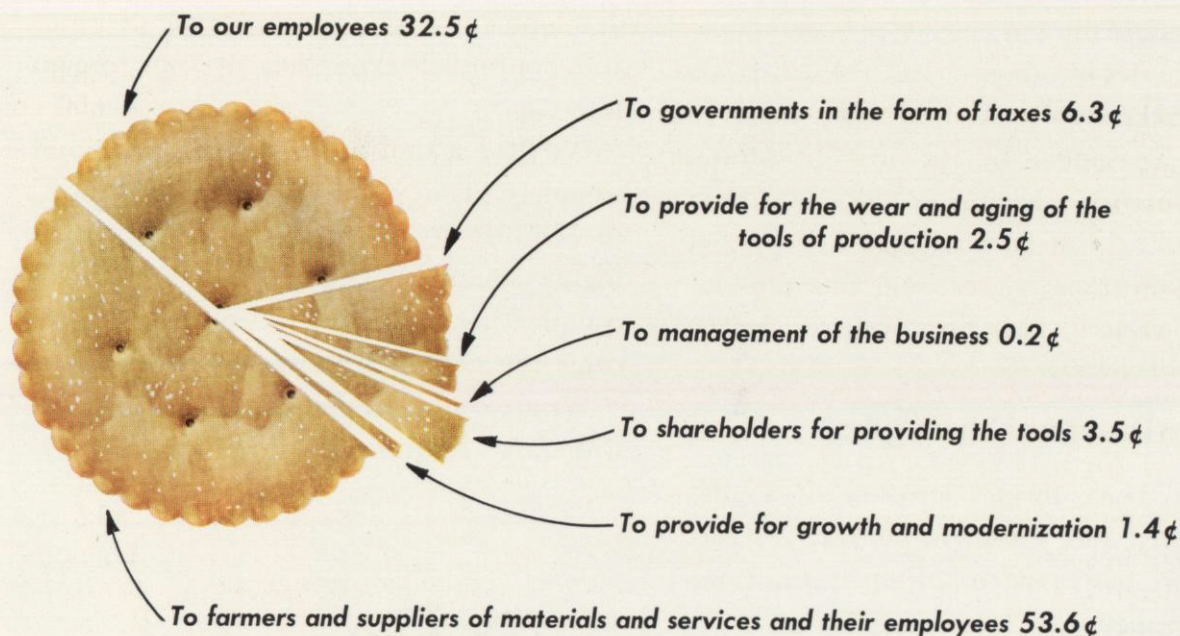 To our employees 32.5¢
To governments in the form of taxes 6.3¢
To provide for the wear and aging of the
tools of production 2.5¢
To management of the business 0.2¢
To shareholders for providing the tools 3.5¢
To provide for growth and modernization 1.4¢
To farmers and suppliers of materials and services and their employees 53.6¢